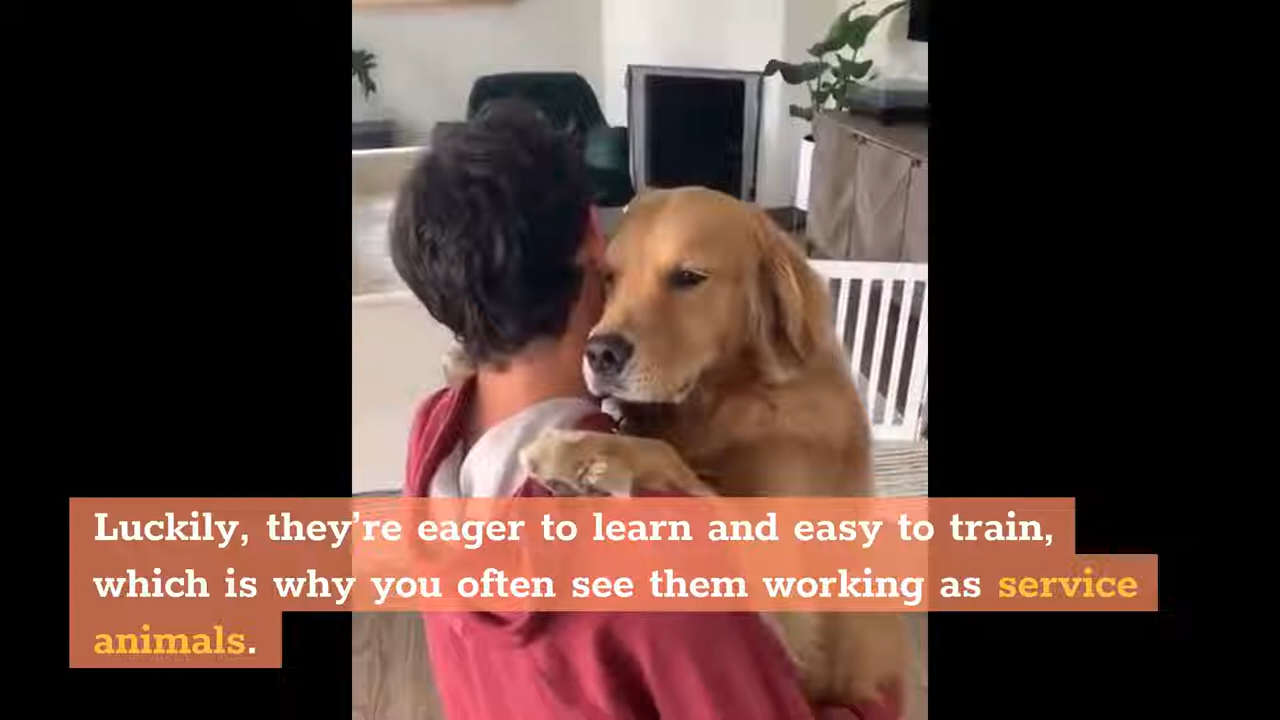 Luckily, they're eager to learn and easy to train,
which is why you often see them working as service
animals.